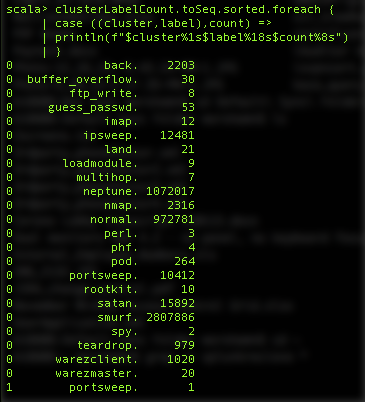 scala> clusterLabelCount.toSeq.sorted.foreach {
| case ((cluster,label),count) =>
| println(f"$cluster%1s$label%18s$count%8s")
| }
0 back. 2203
0 buffer_overflow. 30
0 ftp_write. 8
0 guess_passwd. 53
0 imap. 12
0 ipsweep. 12481
0 land. 21
0 loadmodule. 9
0 multihop. 7
0 neptune. 1072017
0 nmap. 2316
0 normal. 972781
0 perl. 3
0 phf. 4
0 pod. 264
0 portsweep. 10412
0 rootkit. 10
0 satan. 15892
0 smurf. 2807886
0 spy. 2
0 teardrop. 979
0 warezclient. 1020
0 warezmaster. 20
1 portsweep. 1